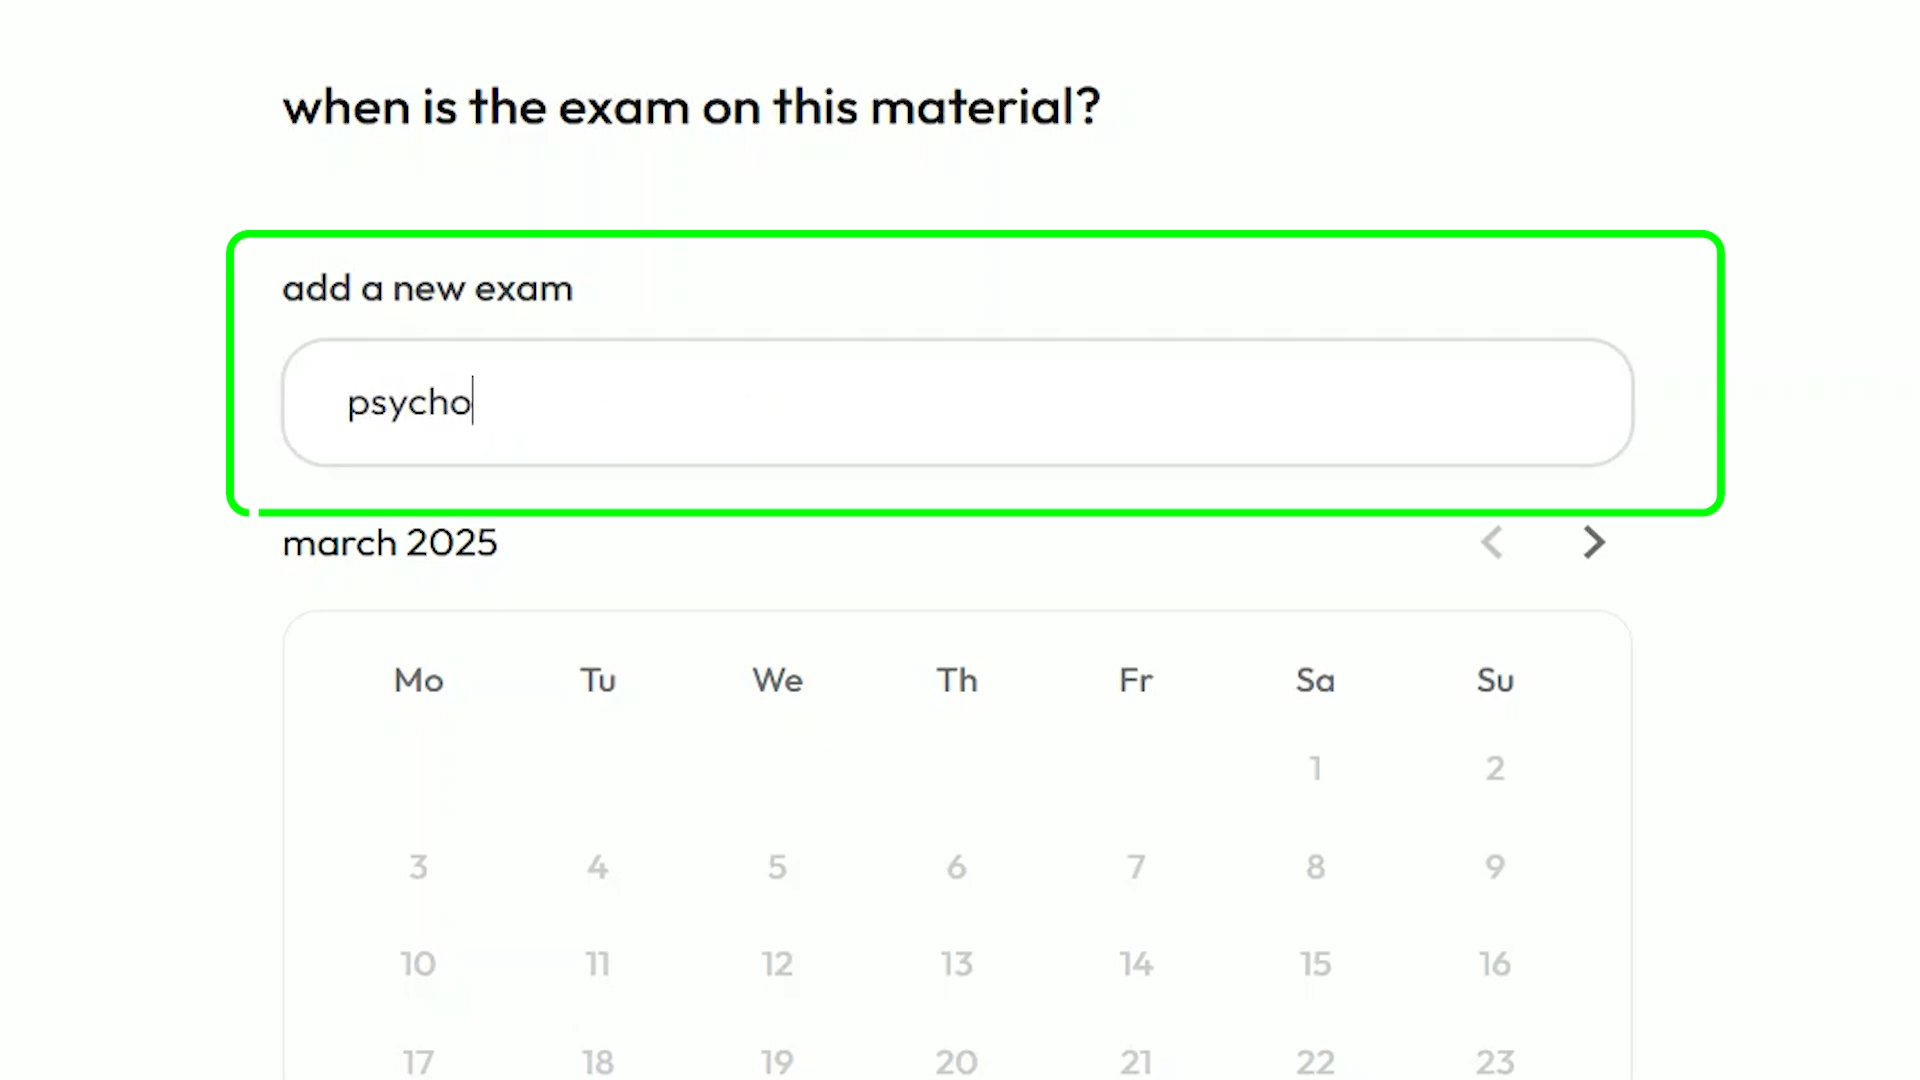 when is the exam on this material?
add a new exam
psycho
march 2025
Mo Tu We Th Fr Sa Su
1 2
3 4 5 6 7 8 9
10 11 12 13 14 15 16
17 18 19 20 21 22 23